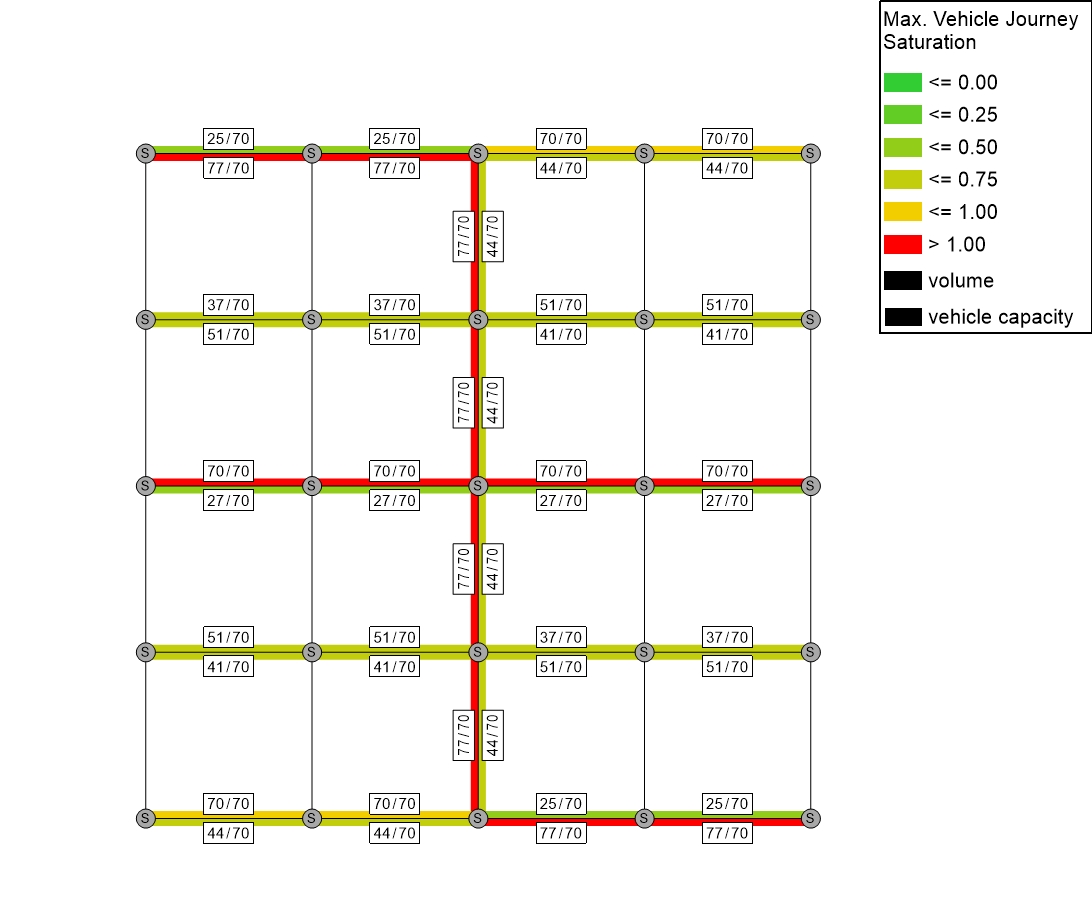 Max. Vehicle Journey
Saturation
<= 0.00
<= 0.25
<= 0.50
<= 0.75
<= 1.00
> 1.00
volume
vehicle capacity
25/70 25/70 70/70 70/70
S S S S S
77/70 77/70 44/70 44/70
77/70 44/70
37/70 37/70 51/70 51/70
S S S S S
51/70 51/70 41/70 41/70
77/70 44/70
70/70 70/70 70/70 70/70
S S S S S
27/70 27/70 27/70 27/70
77/70 44/70
51/70 51/70 37/70 37/70
S S S S S
41/70 41/70 51/70 51/70
77/70 44/70
70/70 70/70 25/70 25/70
S S S S S
44/70 44/70 77/70 77/70